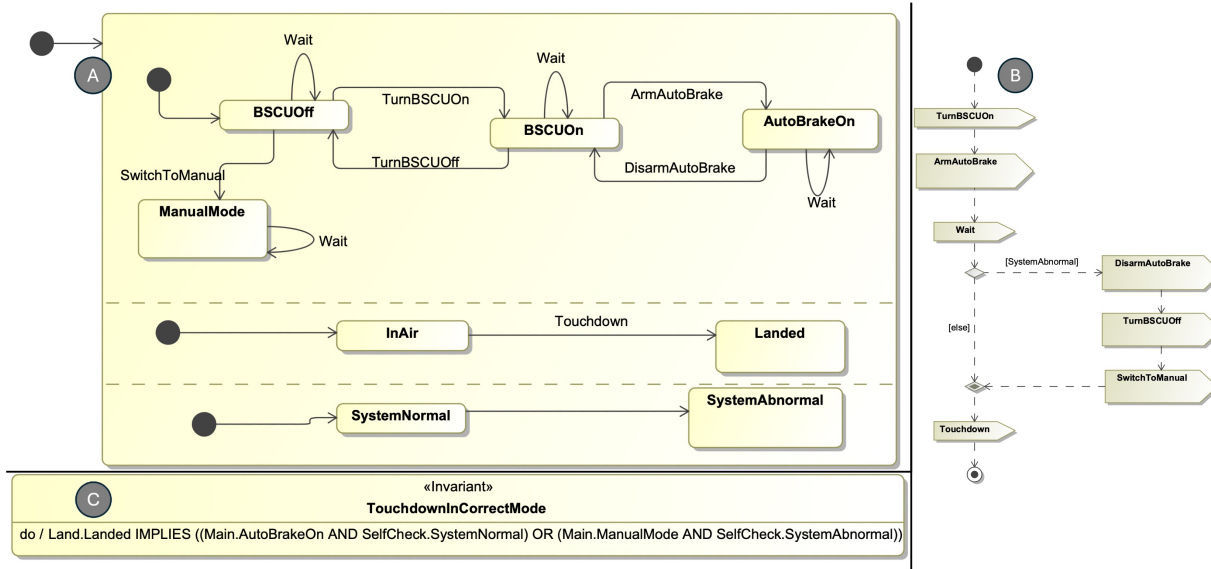 A
Wait
BSCUOff
TurnBSCUOn
Wait
BSCUOn
ArmAutoBrake
AutoBrakeOn
TurnBSCUOff
DisarmAutoBrake
Wait
SwitchToManual
ManualMode
Wait
InAir
Touchdown
Landed
SystemNormal
SystemAbnormal
B
TurnBSCUOn
ArmAutoBrake
Wait
[SystemAbnormal]
DisarmAutoBrake
[else]
TurnBSCUOff
SwitchToManual
Touchdown
C
«Invariant»
TouchdownInCorrectMode
do / Land.Landed IMPLIES ((Main.AutoBrakeOn AND SelfCheck.SystemNormal) OR (Main.ManualMode AND SelfCheck.SystemAbnormal))